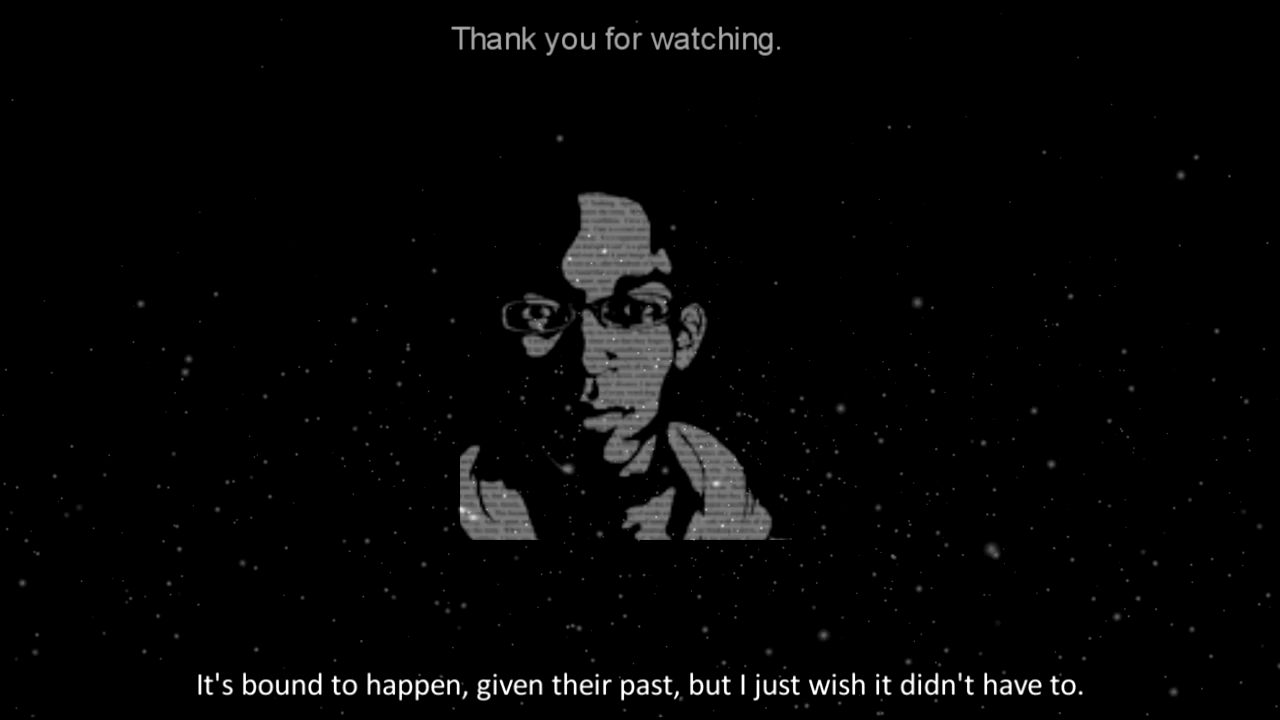 Thank you for watching.
It's bound to happen, given their past, but I just wish it didn't have to.